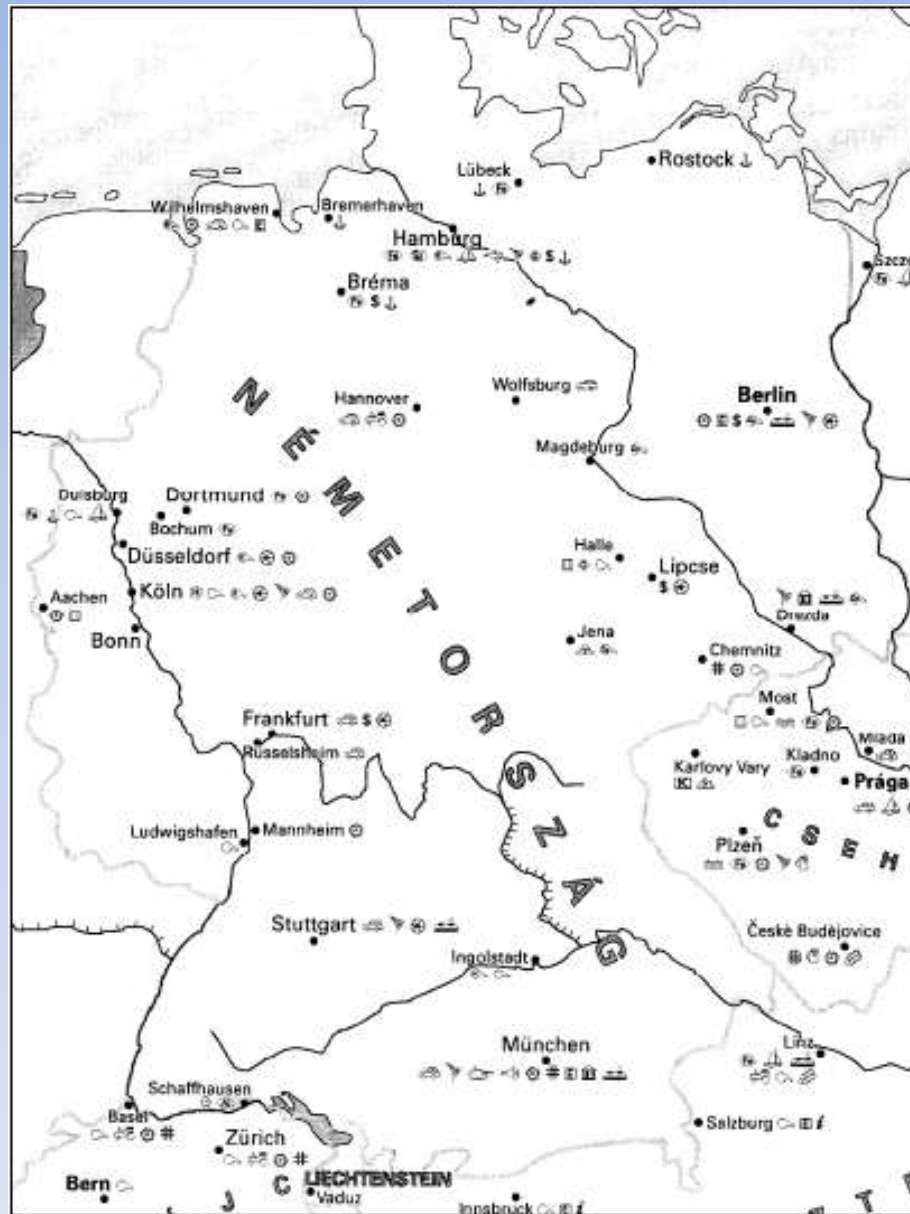 Rostock
Lübeck
Wilhelmshaven
Bremerhaven
Hamburg
$
Bréma
$
Hannover
Wolfsburg
Berlin
$
Magdeburg
Duisburg
Dortmund
Bochum
Düsseldorf
Halle
Lipcse
$
Aachen
Köln
Bonn
Jena
Drezda
Chemnitz
Most
NÉMETORSZÁG
Frankfurt $
Rüsselsheim
Karlovy Vary
Kladno
Mlada
Prága
Ludwigshafen
Mannheim
Plzeň
CSEH
Stuttgart
Ingolstadt
České Budějovice
München
Linz
Schaffhausen
Basel
Zürich
Salzburg
Bern
LIECHTENSTEIN
Vaduz
Innsbruck